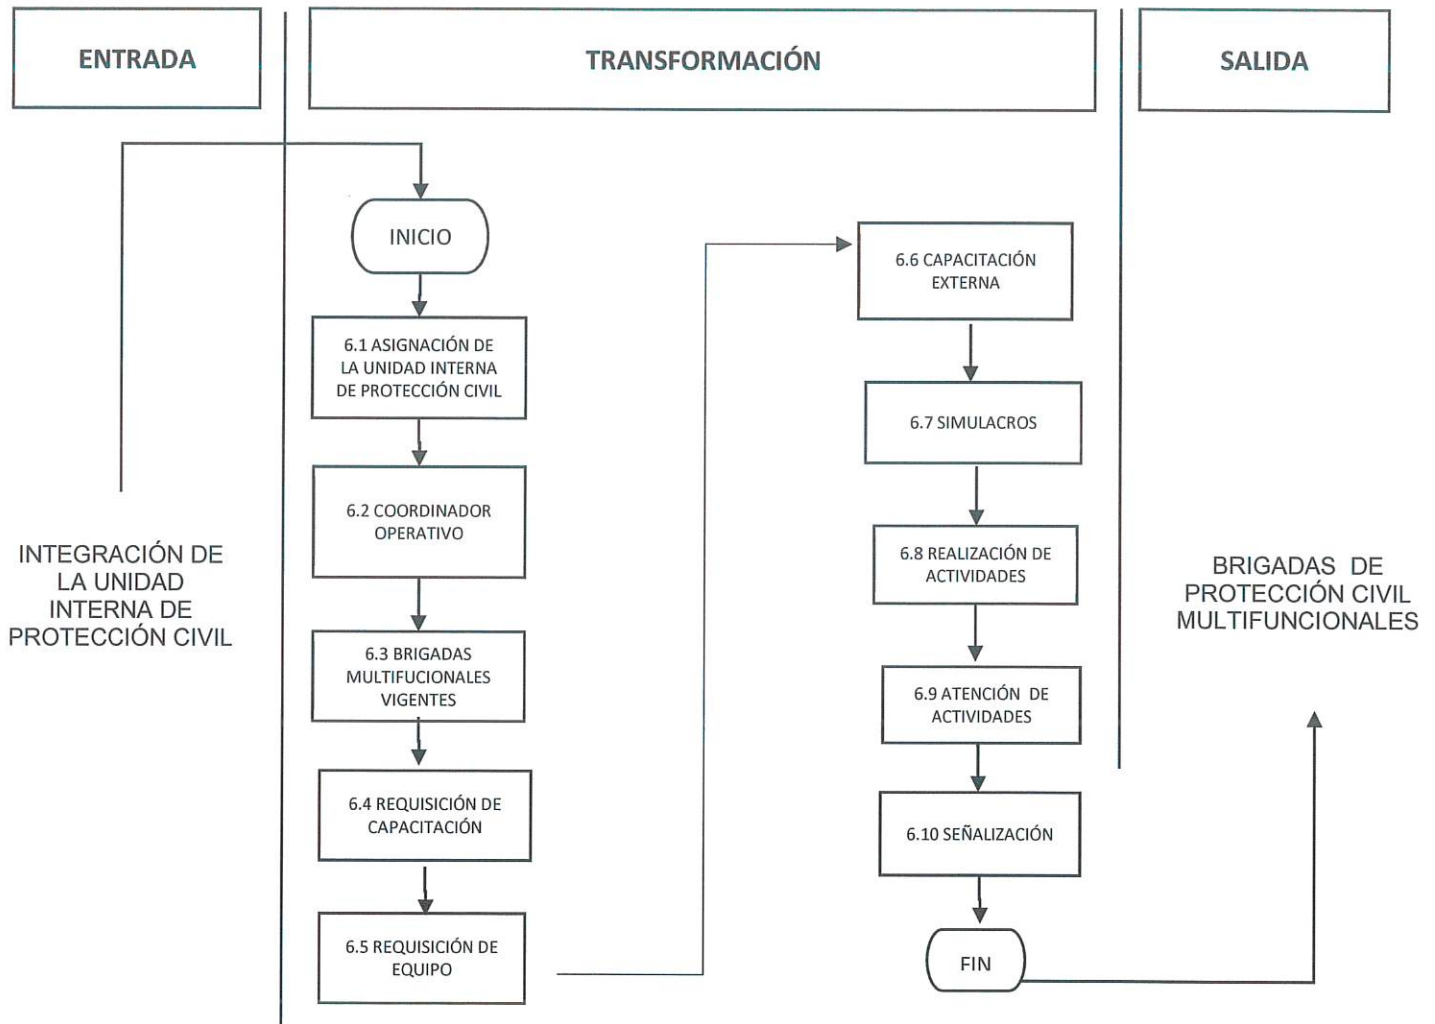 ENTRADA
TRANSFORMACIÓN
SALIDA
INTEGRACIÓN DE
LA UNIDAD
INTERNA DE
PROTECCIÓN CIVIL
INICIO
6.1 ASIGNACIÓN DE
LA UNIDAD INTERNA
DE PROTECCIÓN CIVIL
6.2 COORDINADOR
OPERATIVO
6.3 BRIGADAS
MULTIFUCIONALES
VIGENTES
6.4 REQUISICIÓN DE
CAPACITACIÓN
6.5 REQUISICIÓN DE
EQUIPO
6.6 CAPACITACIÓN
EXTERNA
6.7 SIMULACROS
6.8 REALIZACIÓN DE
ACTIVIDADES
6.9 ATENCIÓN  DE
ACTIVIDADES
6.10 SEÑALIZACIÓN
FIN
BRIGADAS  DE
PROTECCIÓN CIVIL
MULTIFUNCIONALES